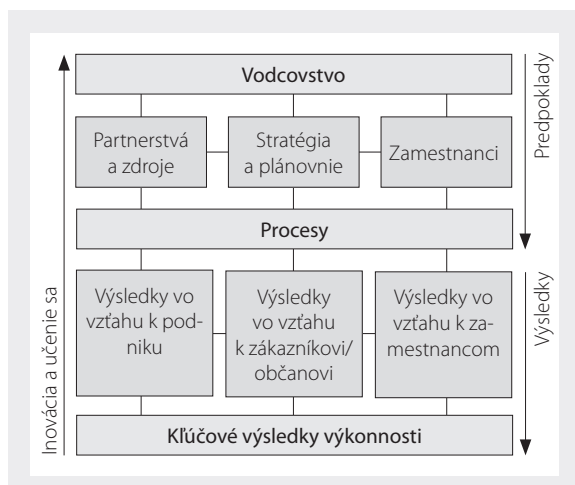 Vodcovstvo
Partnerstvá
a zdroje
Stratégia
a plánovnie
Zamestnanci
Procesy
Výsledky vo
vzťahu k pod-
niku
Výsledky
vo vzťahu
k zákazníkovi/
občanovi
Výsledky vo
vzťahu k za-
mestnancom
Kľúčové výsledky výkonnosti
Inovácia a učenie sa
Predpoklady
Výsledky